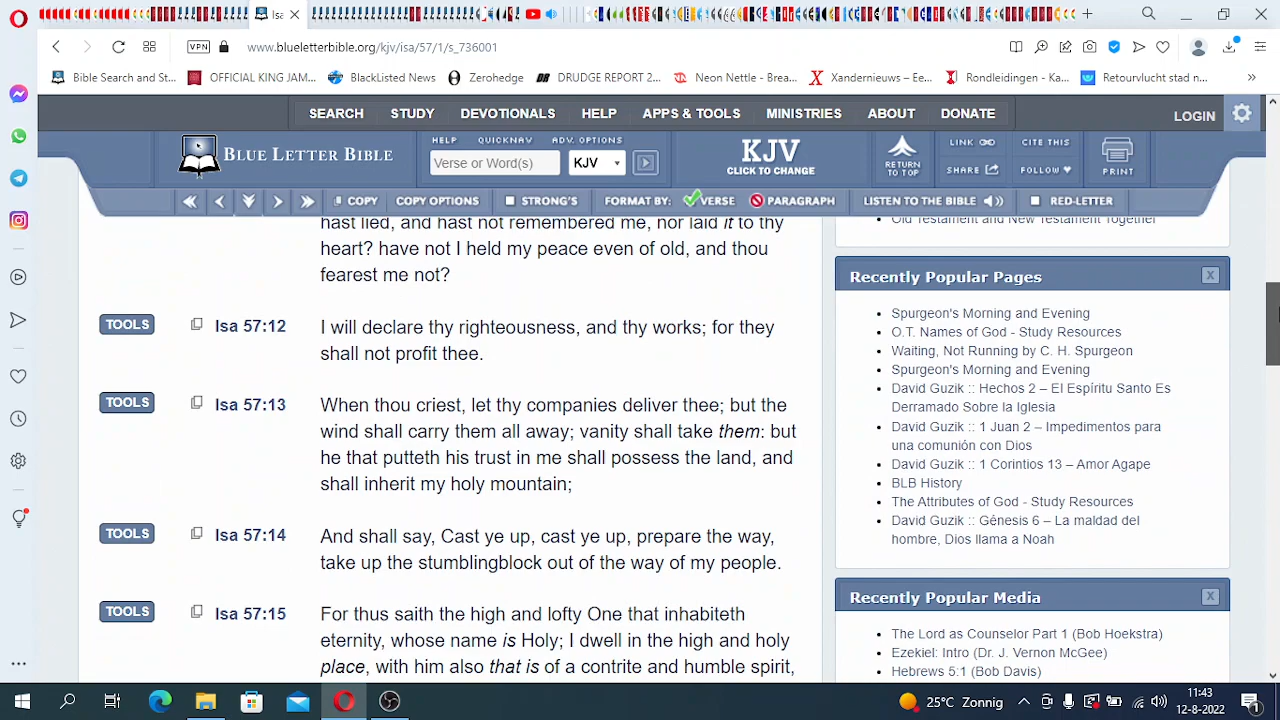 Isa
VPN
www.blueletterbible.org/kjv/isa/57/1/s_736001
Bible Search and St...
OFFICIAL KING JAM...
BlackListed News
Zerohedge
DRUDGE REPORT 2...
Neon Nettle - Brea...
Xandernieuws – Ee...
Rondleidingen - Ka...
Retourvlucht stad n...
»
SEARCH STUDY DEVOTIONALS HELP APPS & TOOLS MINISTRIES ABOUT DONATE LOGIN
BLUE LETTER BIBLE
HELP QUICKNAV ADV. OPTIONS
Verse or Word(s) KJV
KJV
CLICK TO CHANGE
RETURN
TO TOP
LINK
CITE THIS
SHARE
FOLLOW
PRINT
COPY COPY OPTIONS STRONG'S FORMAT BY: VERSE PARAGRAPH LISTEN TO THE BIBLE RED-LETTER
hast lied, and hast not remembered me, nor laid it to thy
heart? have not I held my peace even of old, and thou
fearest me not?
TOOLS Isa 57:12 I will declare thy righteousness, and thy works; for they
shall not profit thee.
TOOLS Isa 57:13 When thou criest, let thy companies deliver thee; but the
wind shall carry them all away; vanity shall take them: but
he that putteth his trust in me shall possess the land, and
shall inherit my holy mountain;
TOOLS Isa 57:14 And shall say, Cast ye up, cast ye up, prepare the way,
take up the stumblingblock out of the way of my people.
TOOLS Isa 57:15 For thus saith the high and lofty One that inhabiteth
eternity, whose name is Holy; I dwell in the high and holy
place, with him also that is of a contrite and humble spirit,
Old Testament and New Testament Together
Recently Popular Pages X
Spurgeon's Morning and Evening
O.T. Names of God - Study Resources
Waiting, Not Running by C. H. Spurgeon
Spurgeon's Morning and Evening
David Guzik :: Hechos 2 – El Espíritu Santo Es
Derramado Sobre la Iglesia
David Guzik :: 1 Juan 2 – Impedimentos para
una comunión con Dios
David Guzik :: 1 Corintios 13 – Amor Agape
BLB History
The Attributes of God - Study Resources
David Guzik :: Génesis 6 – La maldad del
hombre, Dios llama a Noah
Recently Popular Media X
The Lord as Counselor Part 1 (Bob Hoekstra)
Ezekiel: Intro (Dr. J. Vernon McGee)
Hebrews 5:1 (Bob Davis)
25°C Zonnig
11:43
12-8-2022
1